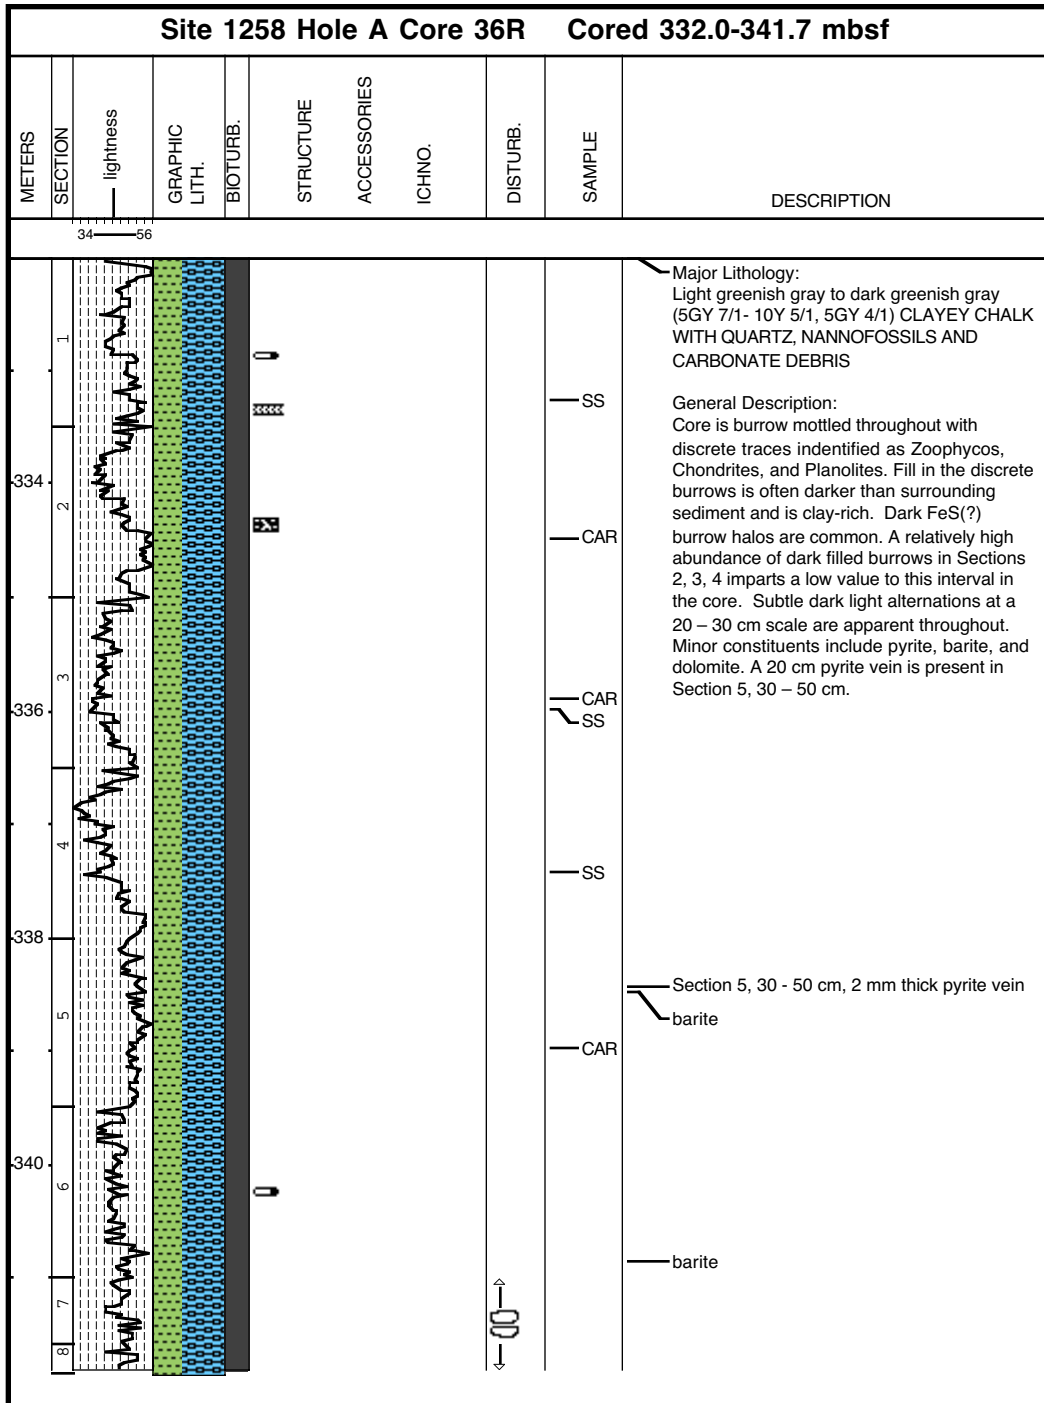 Site 1258 Hole A Core 36R Cored 332.0-341.7 mbsf
METERS
SECTION
lightness
GRAPHIC
LITH.
BIOTURB.
STRUCTURE
ACCESSORIES
ICHNO.
DISTURB.
SAMPLE
DESCRIPTION
34 56
Major Lithology:
Light greenish gray to dark greenish gray
(5GY 7/1- 10Y 5/1, 5GY 4/1) CLAYEY CHALK
WITH QUARTZ, NANNOFOSSILS AND
CARBONATE DEBRIS
General Description:
Core is burrow mottled throughout with
discrete traces indentified as Zoophycos,
Chondrites, and Planolites. Fill in the discrete
burrows is often darker than surrounding
sediment and is clay-rich. Dark FeS(?)
burrow halos are common. A relatively high
abundance of dark filled burrows in Sections
2, 3, 4 imparts a low value to this interval in
the core. Subtle dark light alternations at a
20 – 30 cm scale are apparent throughout.
Minor constituents include pyrite, barite, and
dolomite. A 20 cm pyrite vein is present in
Section 5, 30 – 50 cm.
1
SS
334
2
CAR
3
CAR
336
SS
4
SS
338
Section 5, 30 - 50 cm, 2 mm thick pyrite vein
5
barite
CAR
340
6
barite
7
8